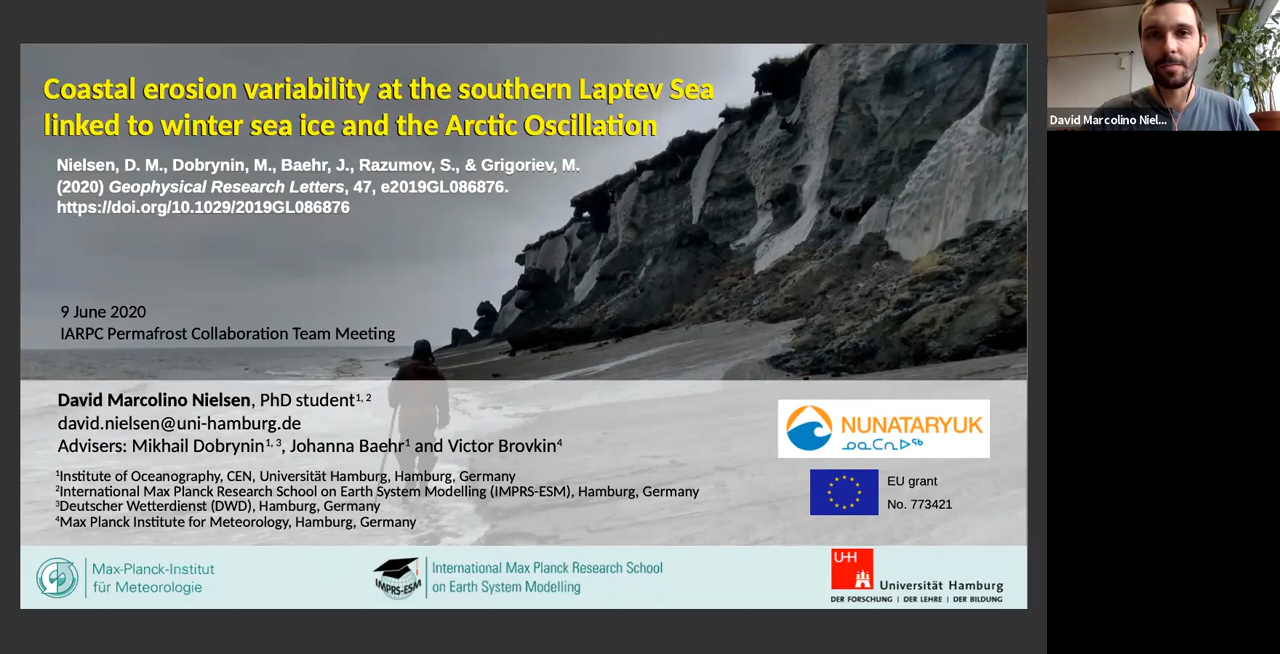 Coastal erosion variability at the southern Laptev Sea
linked to winter sea ice and the Arctic Oscillation
Nielsen, D. M., Dobrynin, M., Baehr, J., Razumov, S., & Grigoriev, M.
(2020) Geophysical Research Letters, 47, e2019GL086876.
https://doi.org/10.1029/2019GL086876
9 June 2020
IARPC Permafrost Collaboration Team Meeting
David Marcolino Nielsen, PhD student¹,²
david.nielsen@uni-hamburg.de
Advisers: Mikhail Dobrynin¹,³, Johanna Baehr¹ and Victor Brovkin⁴
¹Institute of Oceanography, CEN, Universität Hamburg, Hamburg, Germany
²International Max Planck Research School on Earth System Modelling (IMPRS-ESM), Hamburg, Germany
³Deutscher Wetterdienst (DWD), Hamburg, Germany
⁴Max Planck Institute for Meteorology, Hamburg, Germany
NUNATARYUK
ᓄᓇᑕᕆᐅᖅ
EU grant
No. 773421
Max-Planck-Institut
für Meteorologie
IMPRS-ESM
International Max Planck Research School
on Earth System Modelling
UHH
Universität Hamburg
DER FORSCHUNG | DER LEHRE | DER BILDUNG
David Marcolino Niel...